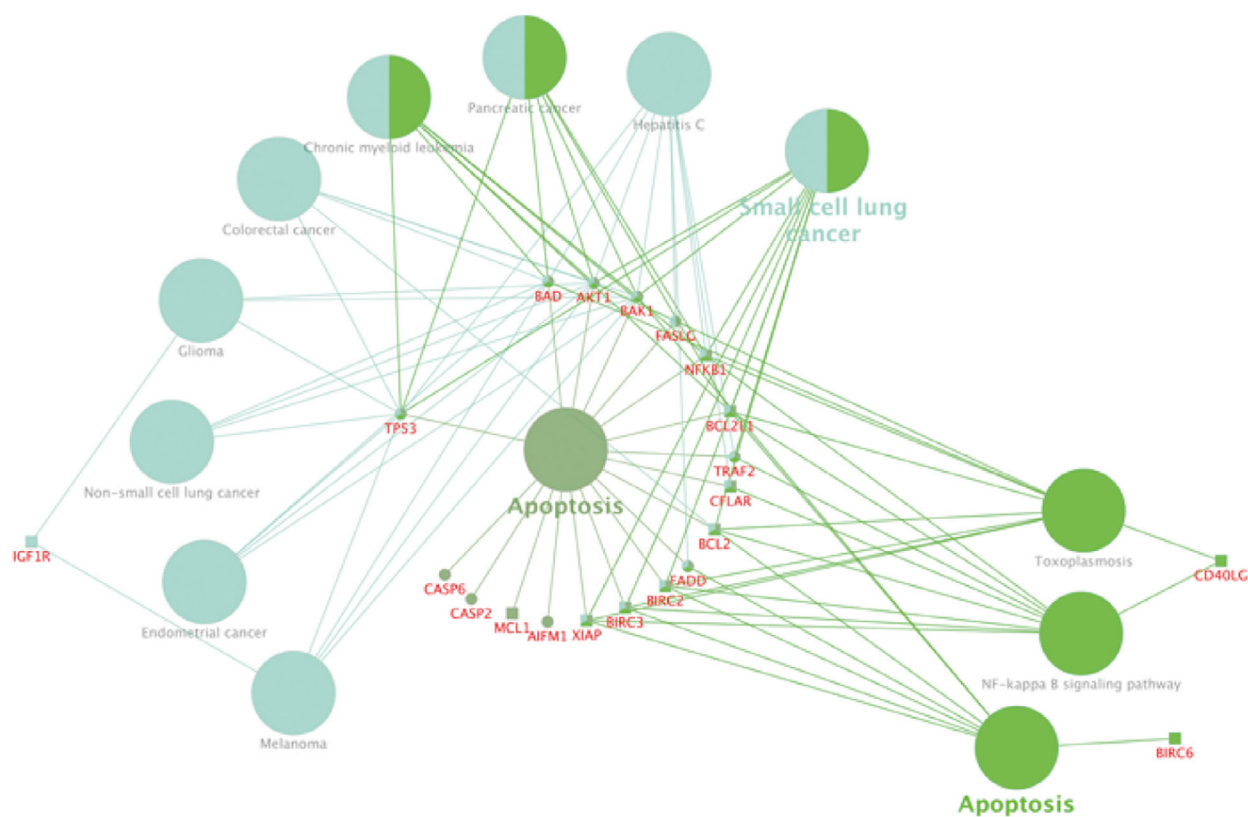 Pancreatic cancer
Hepatitis C
Chronic myeloid leukemia
Small cell lung
cancer
Colorectal cancer
BAD
AKT1
BAK1
FASLG
Glioma
NFKB1
BCL2L1
TP53
TRAF2
Non-small cell lung cancer
CFLAR
Apoptosis
BCL2
IGF1R
Toxoplasmosis
CD40LG
FADD
CASP6
BIRC2
CASP2
BIRC3
MCL1
AIFM1
XIAP
Endometrial cancer
NF-kappa B signaling pathway
Melanoma
BIRC6
Apoptosis